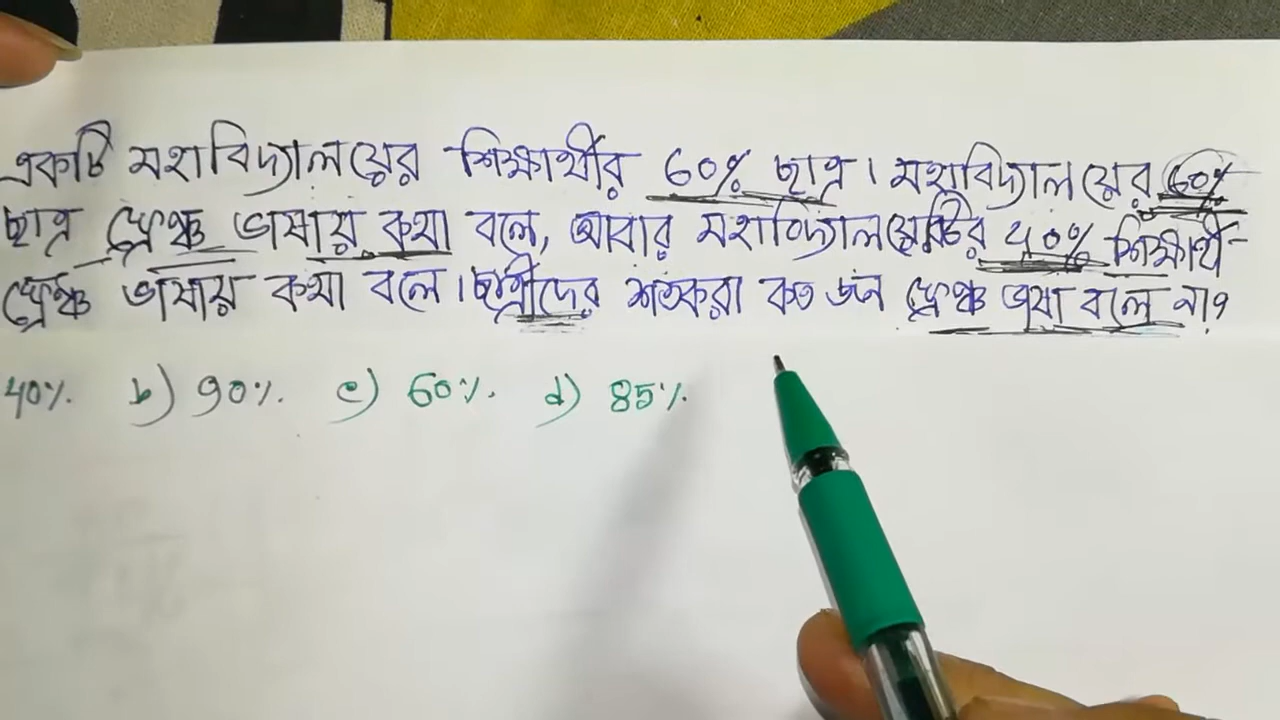 একটি মহাবিদ্যালয়ের শিক্ষার্থীর 60% ছাত্র। মহাবিদ্যালয়ের 60%
ছাত্র ফ্রেঞ্চ ভাষায় কথা বলে, আবার মহাবিদ্যালয়েটির 40% শিক্ষার্থী
ফ্রেঞ্চ ভাষায় কথা বলে। ছাত্রীদের শতকরা কত জন ফ্রেঞ্চ ভাষা বলে না?
40% b) 90% c) 60% d) 85%